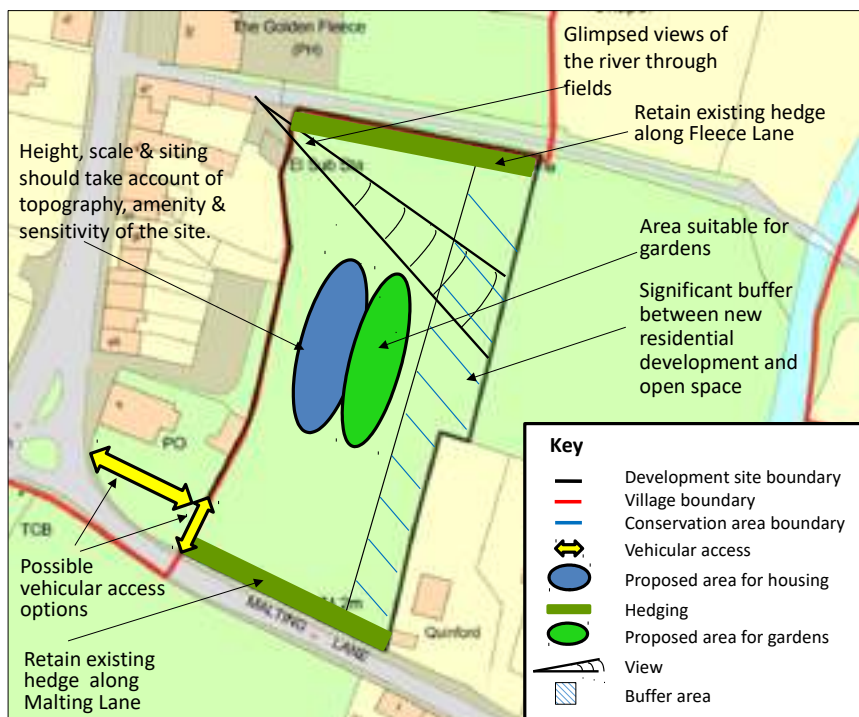 The Golden Fleece
(PH)
Glimpsed views of
the river through
fields
Retain existing hedge
along Fleece Lane
Height, scale & siting
should take account of
topography, amenity &
sensitivity of the site.
El Sub Sta
Area suitable for
gardens
Significant buffer
between new
residential
development and
open space
PO
TCB
Possible
vehicular access
options
MALTING LANE
Quinford
Retain existing
hedge along
Malting Lane
Key
Development site boundary
Village boundary
Conservation area boundary
Vehicular access
Proposed area for housing
Hedging
Proposed area for gardens
View
Buffer area